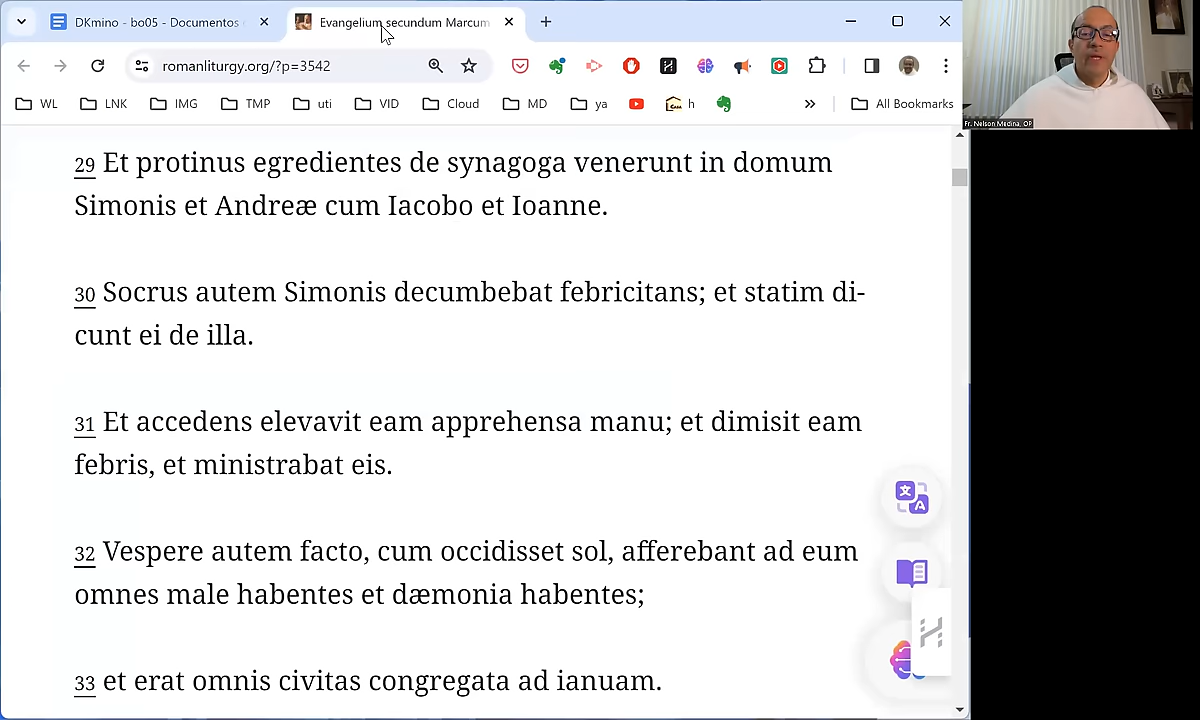 DKmino - bo05 - Documentos
Evangelium secundum Marcum
romanliturgy.org/?p=3542
WL LNK IMG TMP uti VID Cloud MD ya h All Bookmarks
Fr. Nelson Medina, OP
29 Et protinus egredientes de synagoga venerunt in domum
Simonis et Andreæ cum Iacobo et Ioanne.
30 Socrus autem Simonis decumbebat febricitans; et statim di-
cunt ei de illa.
31 Et accedens elevavit eam apprehensa manu; et dimisit eam
febris, et ministrabat eis.
32 Vespere autem facto, cum occidisset sol, afferebant ad eum
omnes male habentes et dæmonia habentes;
33 et erat omnis civitas congregata ad ianuam.